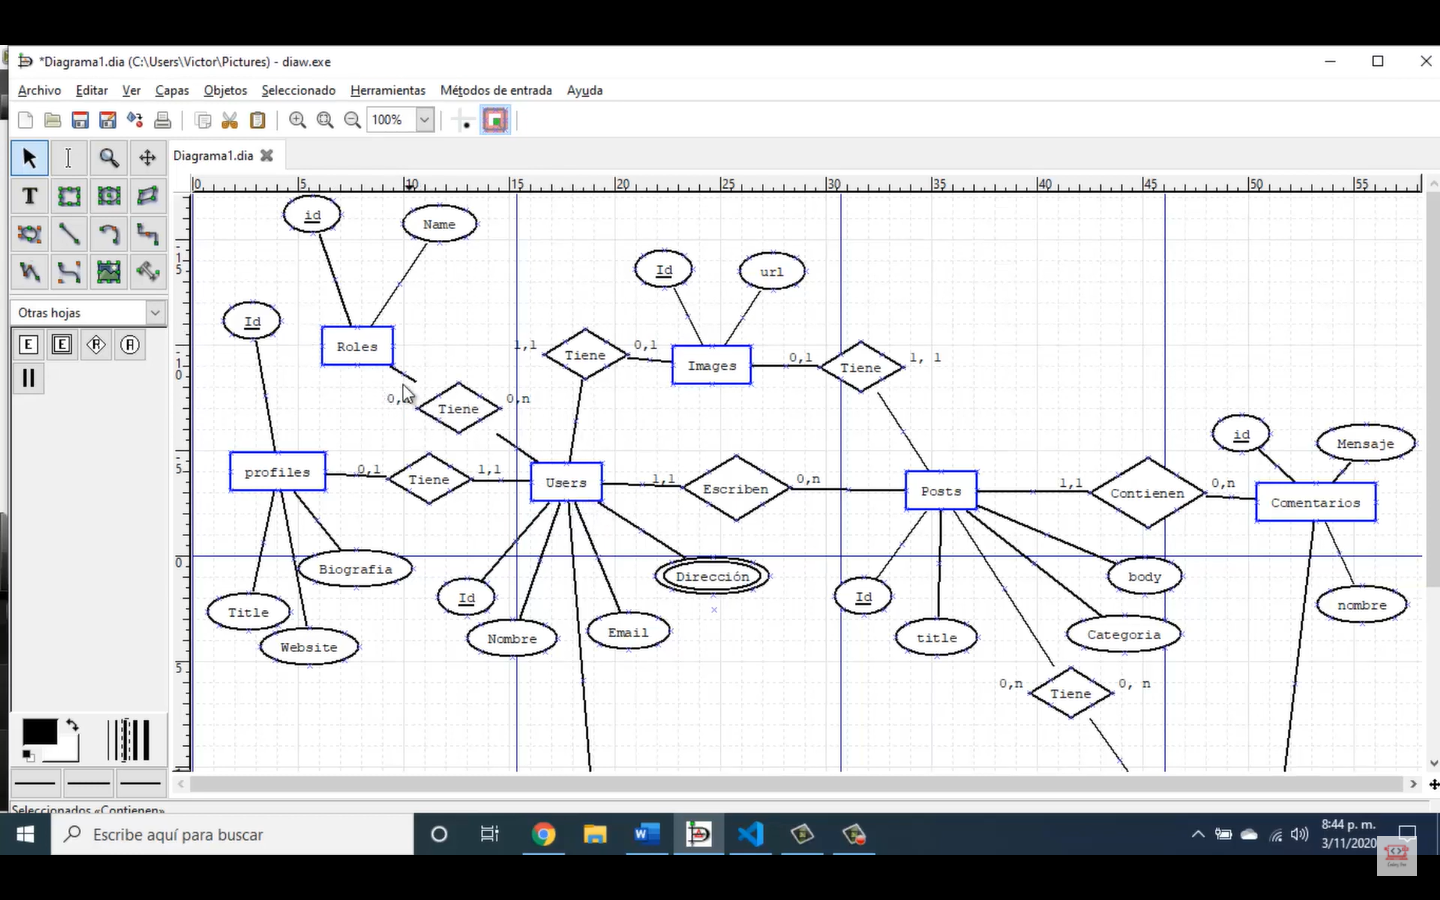 *Diagrama1.dia (C:\Users\Victor\Pictures) - diaw.exe
Archivo Editar Ver Capas Objetos Seleccionado Herramientas Métodos de entrada Ayuda
100%
Diagrama1.dia
0, 5, 10 15 20 25 30 35 40 45 50 55
T
Otras hojas
E E R A
id
Name
Id
url
Id
Roles
1,1
Tiene
0,1
Images
0,1
Tiene
1, 1
Tiene
0,n
id
Mensaje
profiles
0,1
Tiene
1,1
Users
1,1
Escriben
0,n
Posts
1,1
Contienen
0,n
Comentarios
Biografia
Dirección
body
Title
Id
Id
nombre
Website
Nombre
Email
title
Categoria
0,n
Tiene
0, n
Seleccionados «Contienen»
Escribe aquí para buscar
8:44 p. m.
3/11/2020